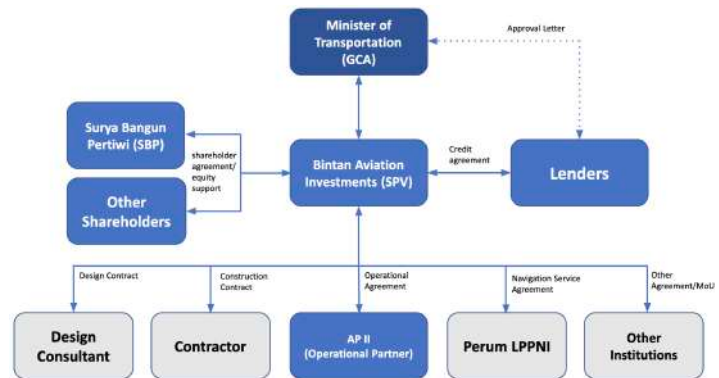 Minister of
Transportation
(GCA)
Approval Letter
Surya Bangun
Pertiwi (SBP)
shareholder
agreement/
equity
support
Other
Shareholders
Bintan Aviation
Investments (SPV)
Credit
agreement
Lenders
Design Contract
Construction
Contract
Operational
Agreement
Navigation Service
Agreement
Other
Agreement/MoU
Design
Consultant
Contractor
AP II
(Operational Partner)
Perum LPPNI
Other
Institutions